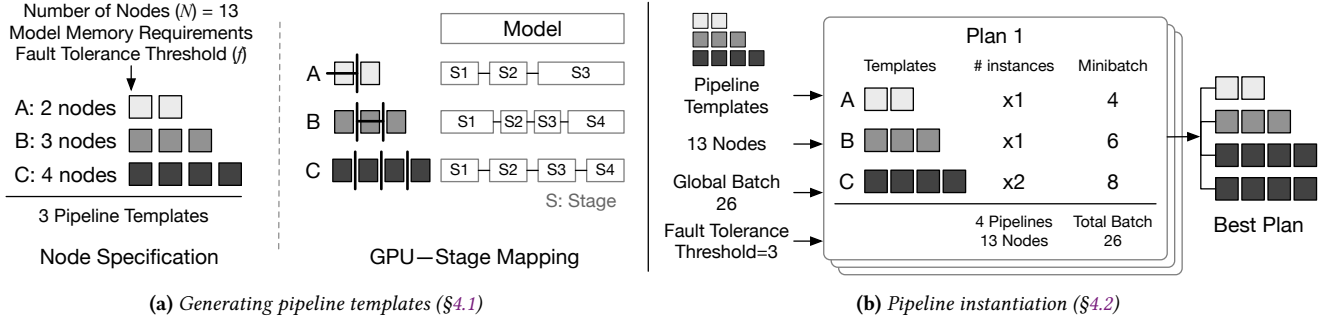 Number of Nodes (N) = 13
Model Memory Requirements
Fault Tolerance Threshold (f)
A: 2 nodes
B: 3 nodes
C: 4 nodes
3 Pipeline Templates
Node Specification
Model
A
S1 S2 S3
B
S1 S2 S3 S4
C
S1 S2 S3 S4
S: Stage
GPU—Stage Mapping
(a) Generating pipeline templates (§4.1)
Pipeline
Templates
13 Nodes
Global Batch
26
Fault Tolerance
Threshold=3
Plan 1
Templates # instances Minibatch
A x1 4
B x1 6
C x2 8
4 Pipelines Total Batch
13 Nodes 26
Best Plan
(b) Pipeline instantiation (§4.2)